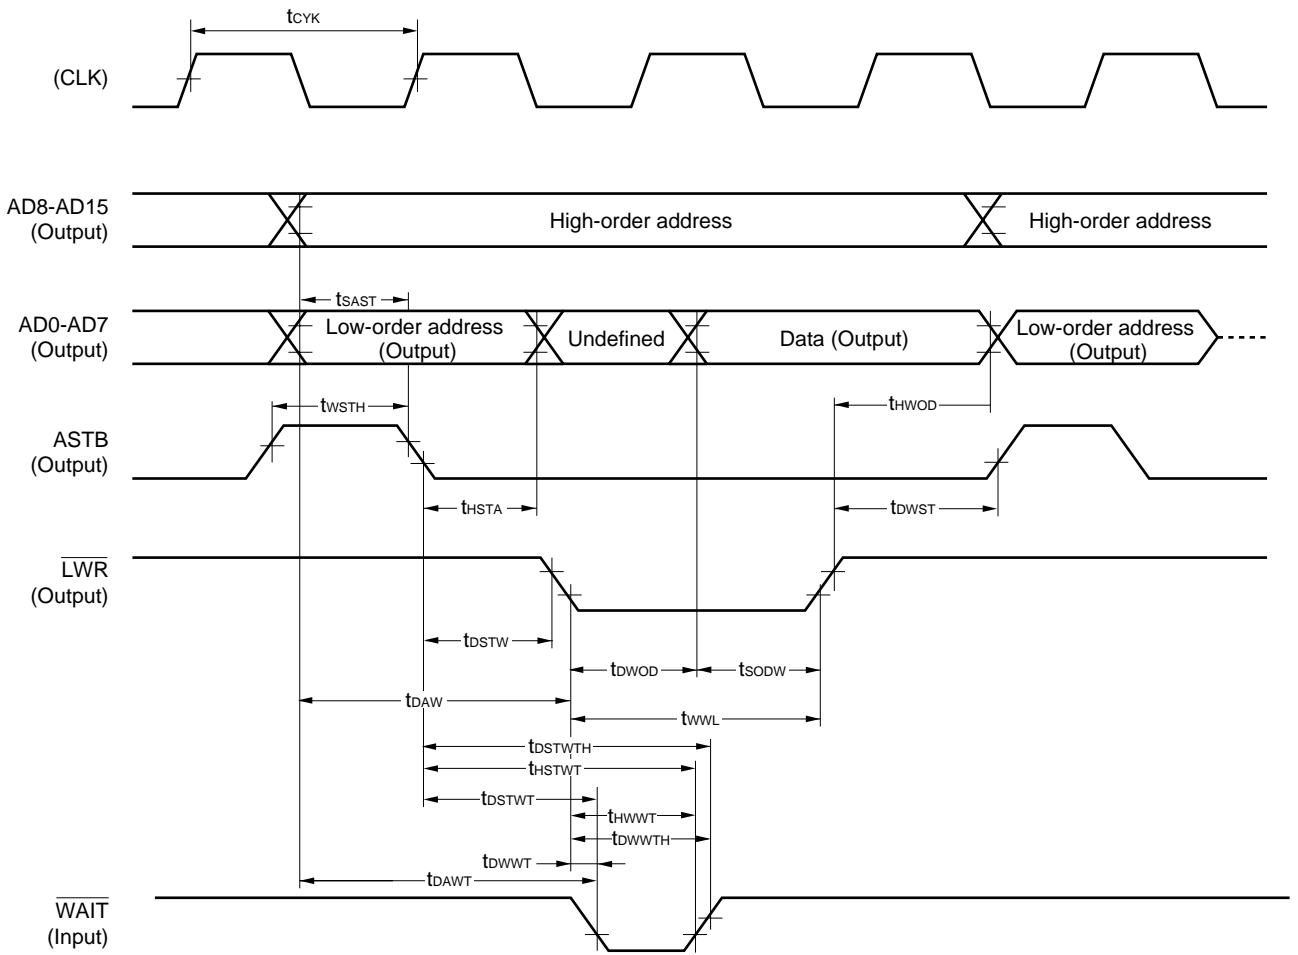 tCYK
(CLK)
AD8-AD15
(Output)
High-order address
High-order address
tSAST
AD0-AD7
(Output)
Low-order address
(Output)
Undefined
Data (Output)
Low-order address
(Output)
tWSTH
tHWOD
ASTB
(Output)
tHSTA
tDWST
LWR
(Output)
tDSTW
tDWOD
tSODW
tDAW
tWWL
tDSTWTH
tHSTWT
tDSTWT
tHWWT
tDWWTH
tDWWT
tDAWT
WAIT
(Input)